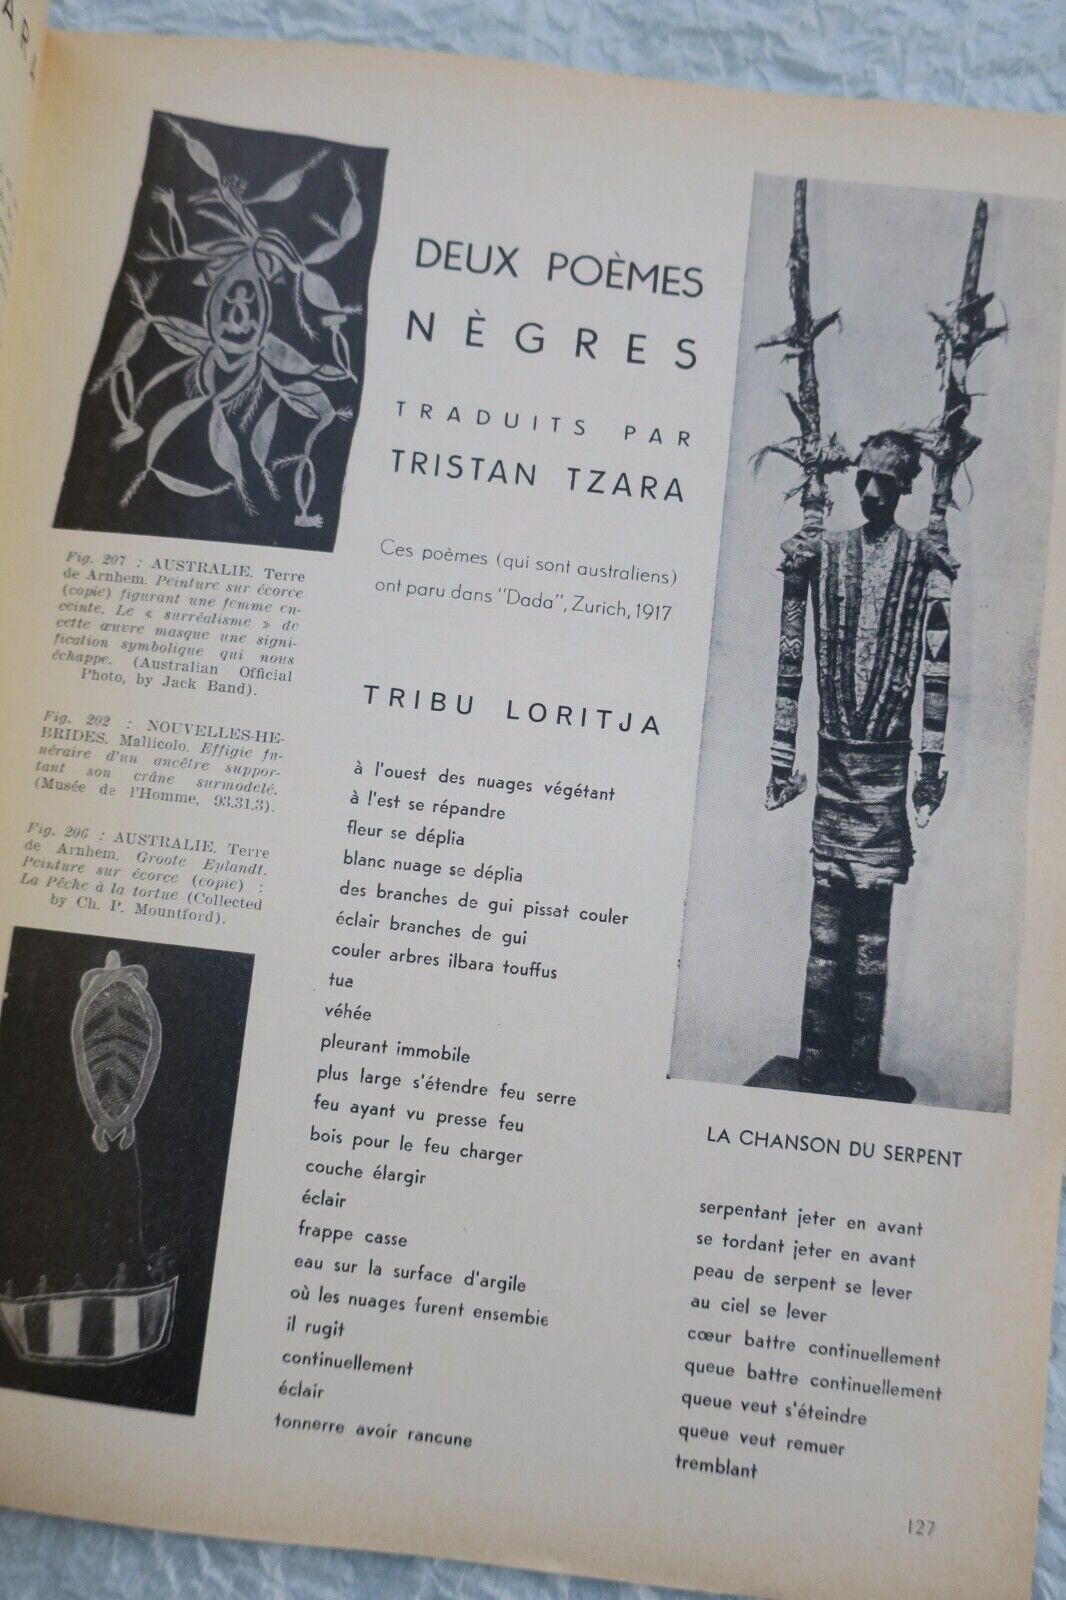 ARL
DEUX POÈMES
NÈGRES
TRADUITS PAR
TRISTAN TZARA
Ces poèmes (qui sont australiens)
ont paru dans "Dada", Zurich, 1917
Fig. 207 : AUSTRALIE. Terre
de Arnhem. Peinture sur écorce
(copie) figurant une femme en-
ceinte. Le « surréalisme » de
cette œuvre masque une signi-
fication symbolique qui nous
échappe. (Australian Official
Photo, by Jack Band).
Fig. 202 : NOUVELLES-HE-
BRIDES. Mallicolo. Effigie fu-
néraire d'un ancêtre suppor-
tant son crâne surmodelé.
(Musée de l'Homme, 93.31.3).
Fig. 206 : AUSTRALIE. Terre
de Arnhem. Groote Eylandt.
Peinture sur écorce (copie) :
La Pêche à la tortue (Collected
by Ch. P. Mountford).
TRIBU LORITJA
à l'ouest des nuages végétant
à l'est se répandre
fleur se déplia
blanc nuage se déplia
des branches de gui pissat couler
éclair branches de gui
couler arbres ilbara touffus
tua
véhée
pleurant immobile
plus large s'étendre feu serre
feu ayant vu presse feu
bois pour le feu charger
couche élargir
éclair
frappe casse
eau sur la surface d'argile
où les nuages furent ensemble
il rugit
continuellement
éclair
tonnerre avoir rancune
LA CHANSON DU SERPENT
serpentant jeter en avant
se tordant jeter en avant
peau de serpent se lever
au ciel se lever
cœur battre continuellement
queue battre continuellement
queue veut s'éteindre
queue veut remuer
tremblant
127